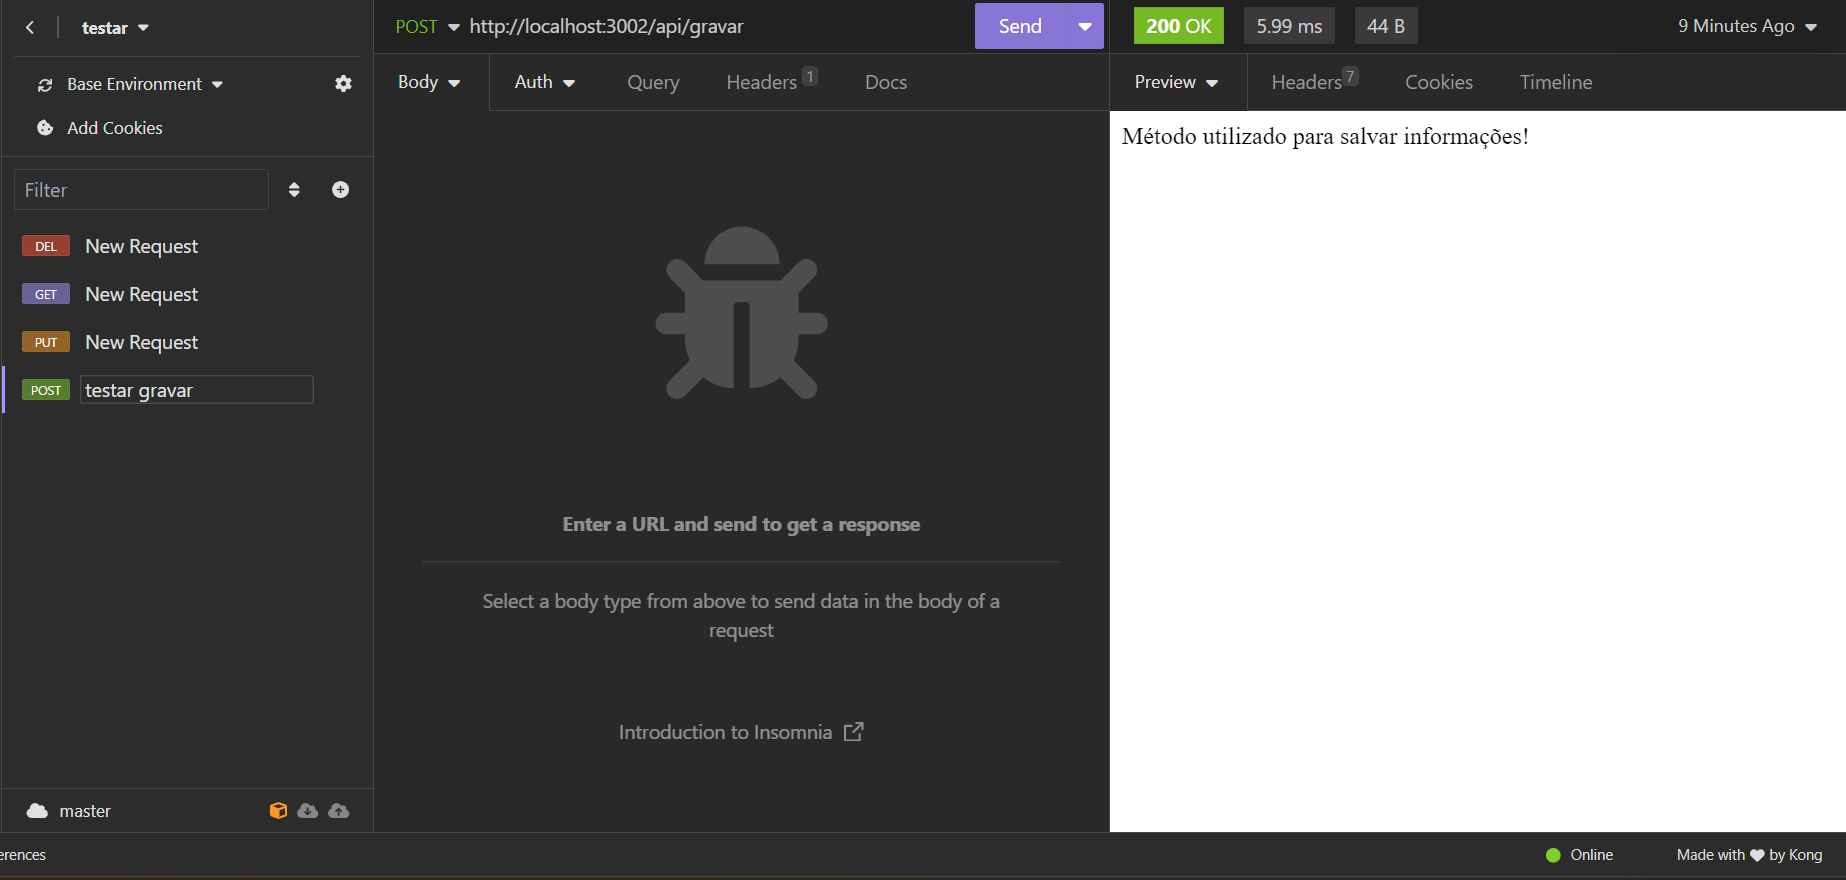 testar
Base Environment
Add Cookies
Filter
DEL New Request
GET New Request
PUT New Request
POST testar gravar
master
POST http://localhost:3002/api/gravar Send
Body Auth Query Headers 1 Docs
Enter a URL and send to get a response
Select a body type from above to send data in the body of a
request
Introduction to Insomnia
200 OK 5.99 ms 44 B 9 Minutes Ago
Preview Headers 7 Cookies Timeline
Método utilizado para salvar informações!
erences Online Made with by Kong